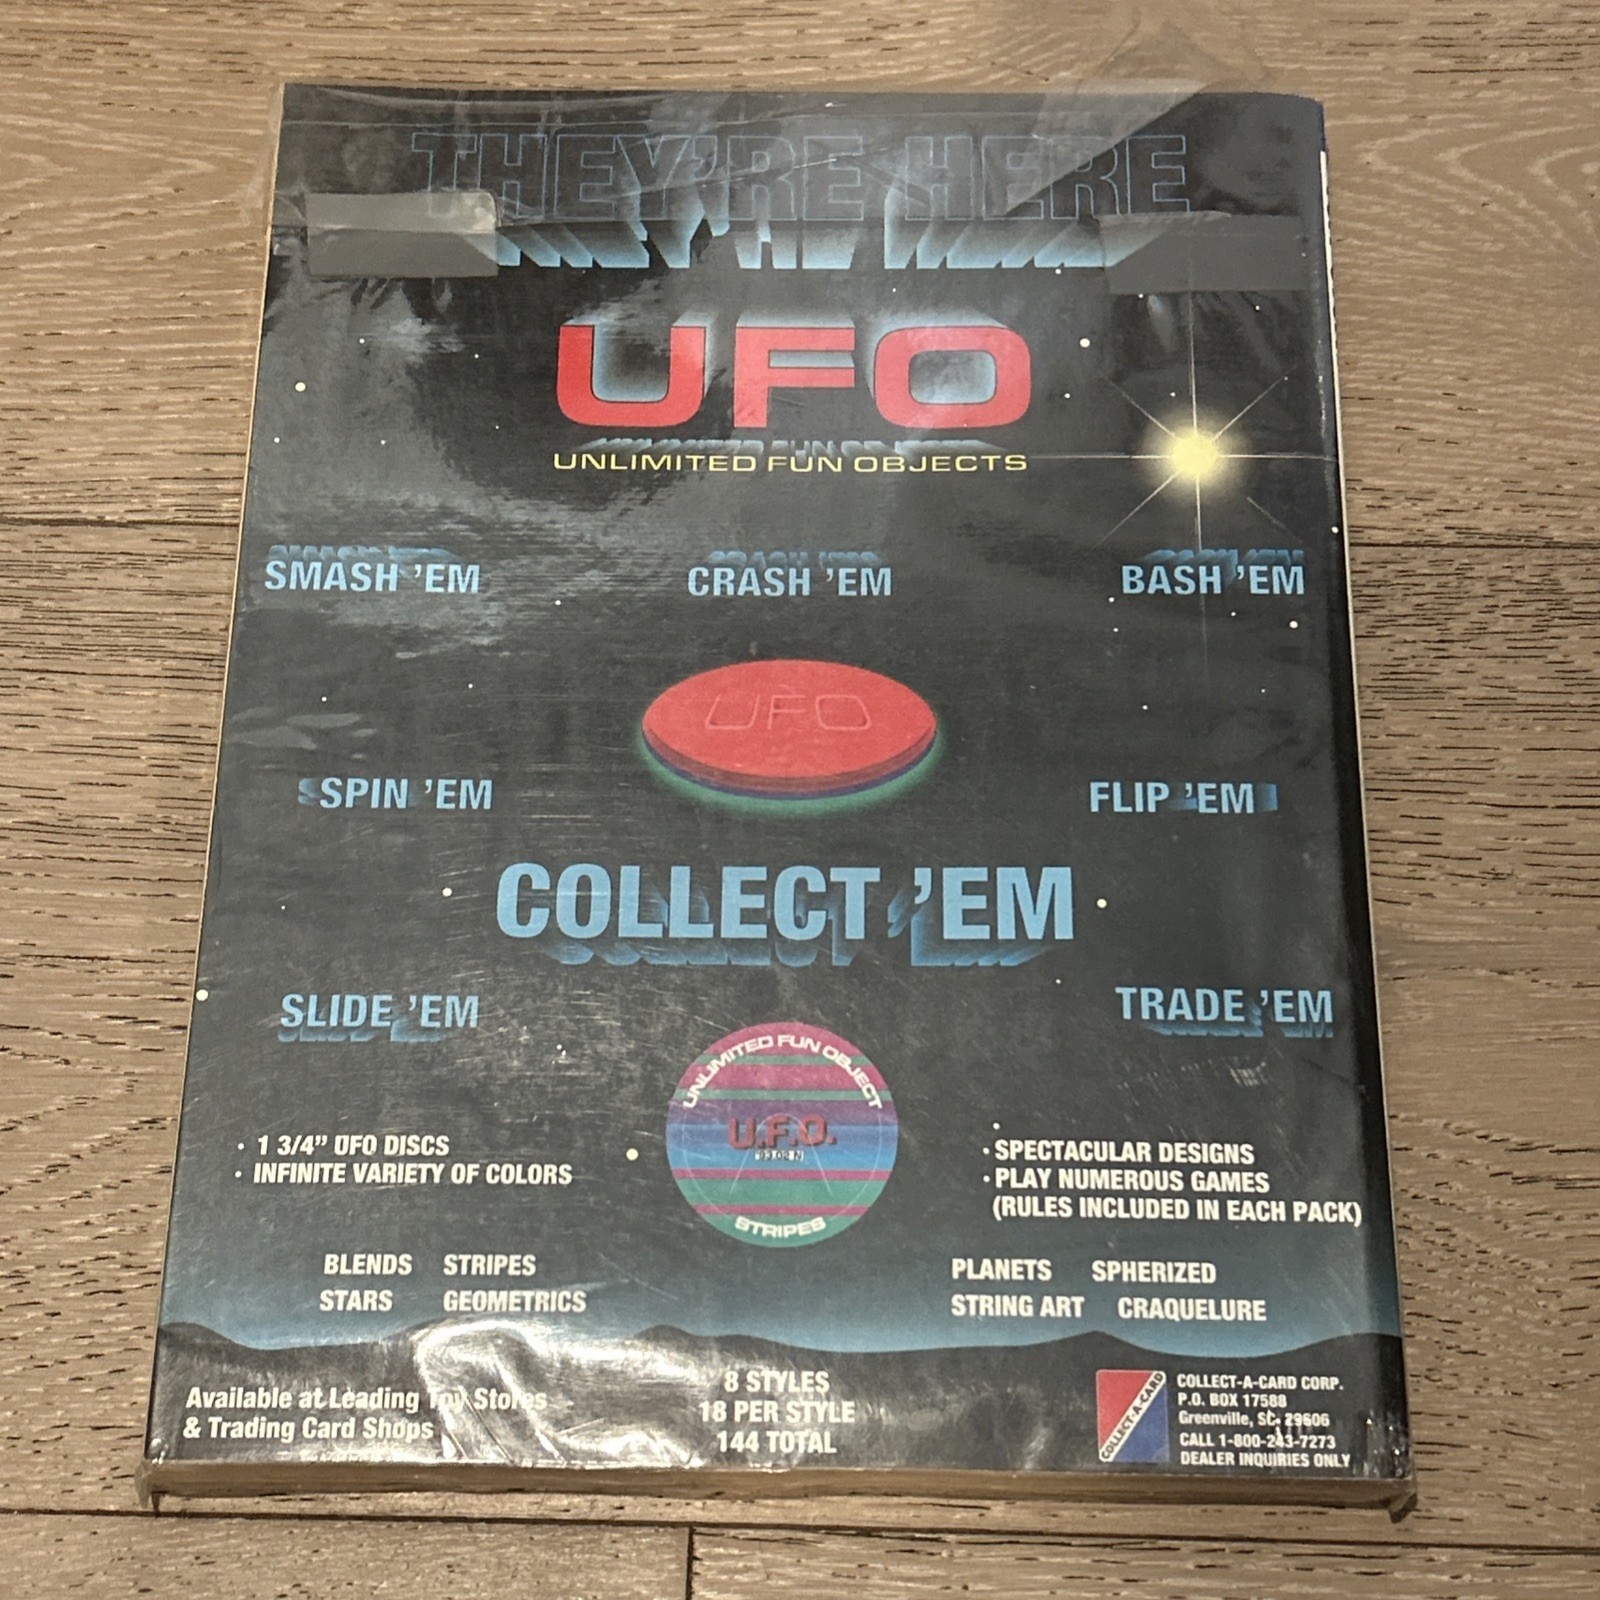 THEY'RE HERE
UFO
UNLIMITED FUN OBJECTS
SMASH 'EM
CRASH 'EM
BASH 'EM
UFO
SPIN 'EM
FLIP 'EM
COLLECT 'EM
SLIDE 'EM
TRADE 'EM
UNLIMITED FUN OBJECT
U.F.O.
STRIPES
• 1 3/4” UFO DISCS
• INFINITE VARIETY OF COLORS
• SPECTACULAR DESIGNS
• PLAY NUMEROUS GAMES
(RULES INCLUDED IN EACH PACK)
BLENDS STRIPES
STARS GEOMETRICS
PLANETS SPHERIZED
STRING ART CRAQUELURE
Available at Leading Toy Stores
& Trading Card Shops
8 STYLES
18 PER STYLE
144 TOTAL
COLLECT-A-CARD
COLLECT-A-CARD CORP.
P.O. BOX 17588
Greenville, SC. 29606
CALL 1-800-243-7273
DEALER INQUIRIES ONLY